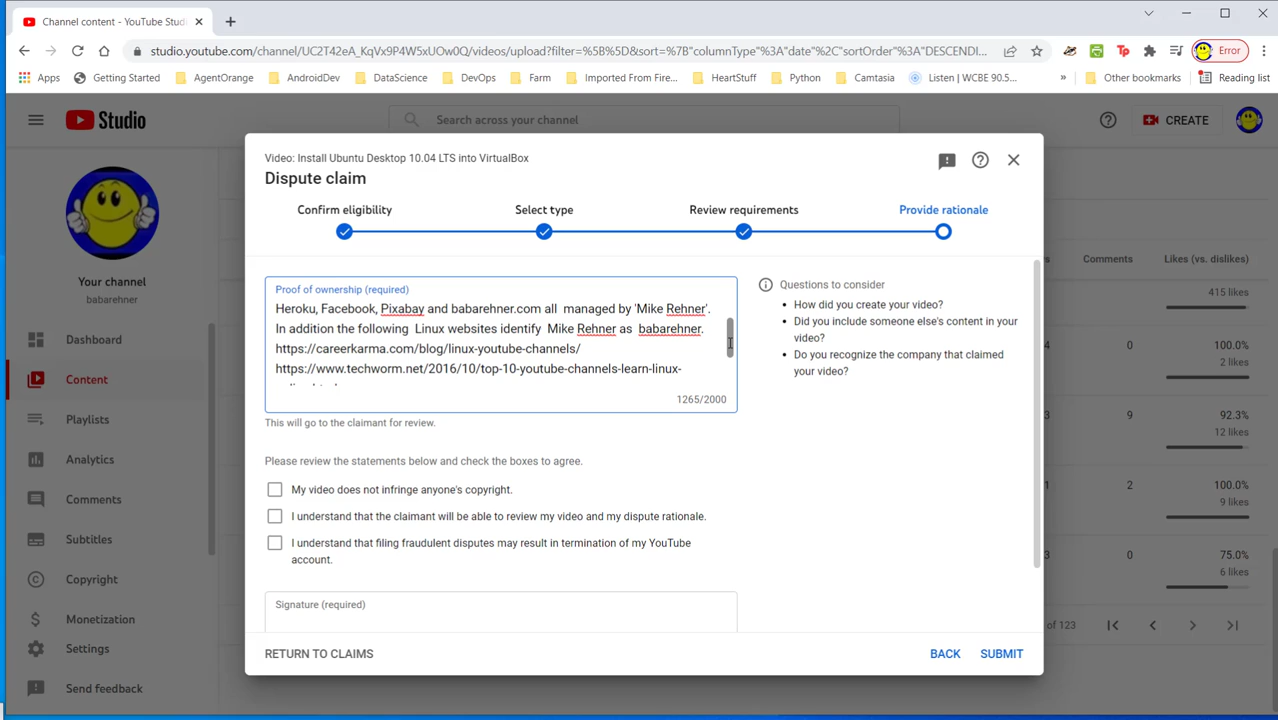 Channel content - YouTube Stud
studio.youtube.com/channel/UC2T42eA_KqVx9P4W5xUOw0Q/videos/upload?filter=%5B%5D&sort=%7B"columnType"%3A"date"%2C"sortOrder"%3A"DESCENDI...
Error
Apps
Getting Started
AgentOrange
AndroidDev
DataScience
DevOps
Farm
Imported From Fire...
HeartStuff
Python
Camtasia
Listen | WCBE 90.5...
»
Other bookmarks
Reading list
Studio
Search across your channel
CREATE
Your channel
babarehner
Dashboard
Content
Playlists
Analytics
Comments
Subtitles
Copyright
Monetization
Settings
Send feedback
Video: Install Ubuntu Desktop 10.04 LTS into VirtualBox
Dispute claim
Confirm eligibility
Select type
Review requirements
Provide rationale
Proof of ownership (required)
Heroku, Facebook, Pixabay and babarehner.com all managed by 'Mike Rehner'.
In addition the following Linux websites identify Mike Rehner as babarehner.
https://careerkarma.com/blog/linux-youtube-channels/
https://www.techworm.net/2016/10/top-10-youtube-channels-learn-linux-
1265/2000
This will go to the claimant for review.
Questions to consider
• How did you create your video?
• Did you include someone else's content in your
video?
• Do you recognize the company that claimed
your video?
Please review the statements below and check the boxes to agree.
My video does not infringe anyone's copyright.
I understand that the claimant will be able to review my video and my dispute rationale.
I understand that filing fraudulent disputes may result in termination of my YouTube
account.
Signature (required)
RETURN TO CLAIMS
BACK
SUBMIT
s
Comments
Likes (vs. dislikes)
415 likes
4
0
100.0%
2 likes
3
9
92.3%
12 likes
1
2
100.0%
9 likes
3
0
75.0%
6 likes
of 123